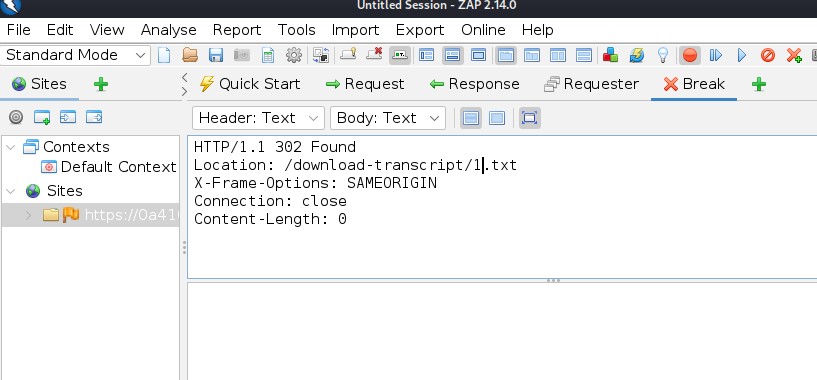 Untitled Session - ZAP 2.14.0
File Edit View Analyse Report Tools Import Export Online Help
Standard Mode
Sites
Quick Start Request Response Requester Break
Header: Text Body: Text
Contexts
Default Context
Sites
https://0a41
HTTP/1.1 302 Found
Location: /download-transcript/1.txt
X-Frame-Options: SAMEORIGIN
Connection: close
Content-Length: 0